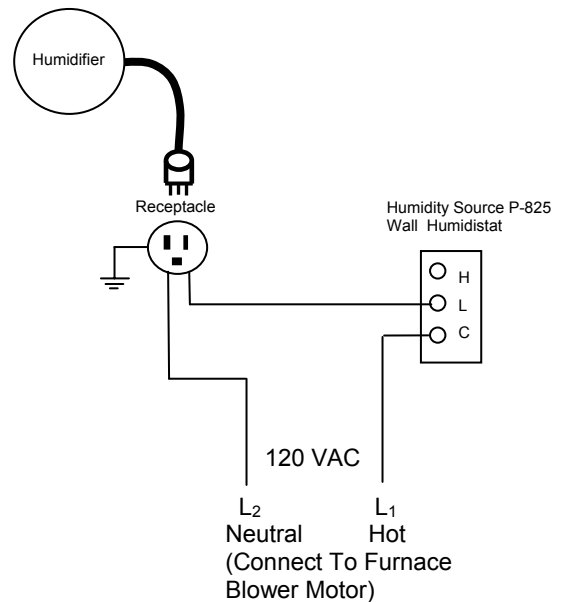 Humidifier
Receptacle
Humidity Source P-825
Wall Humidistat
H
L
C
120 VAC
L₂
L₁
Neutral
Hot
(Connect To Furnace
Blower Motor)